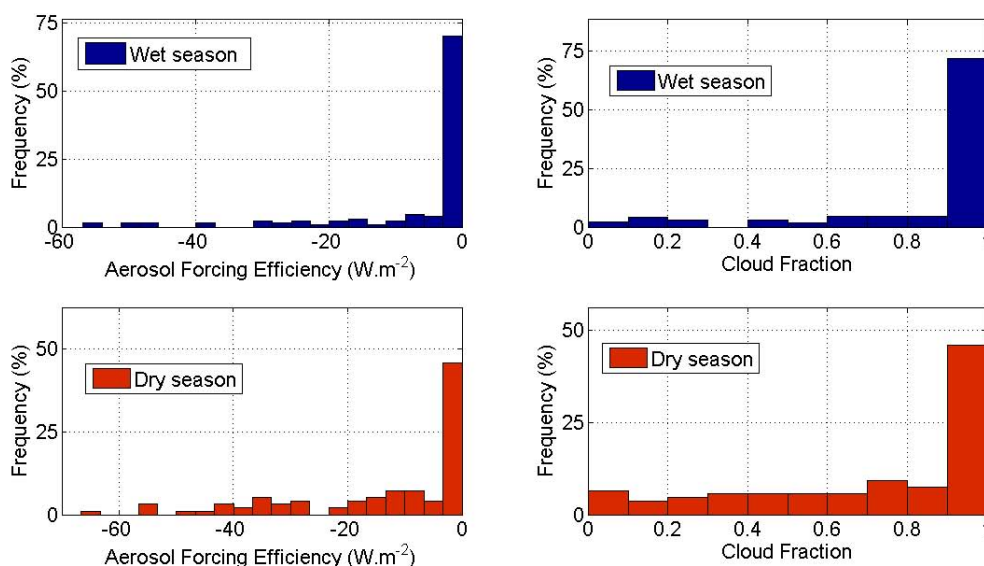 75
50
25
0
Frequency (%)
Wet season
-60
-40
-20
0
Aerosol Forcing Efficiency (W.m-2)
75
50
25
0
Frequency (%)
Wet season
0
0.2
0.4
0.6
0.8
1
Cloud Fraction
50
25
0
Frequency (%)
Dry season
-60
-40
-20
0
Aerosol Forcing Efficiency (W.m-2)
50
25
0
Frequency (%)
Dry season
0
0.2
0.4
0.6
0.8
1
Cloud Fraction